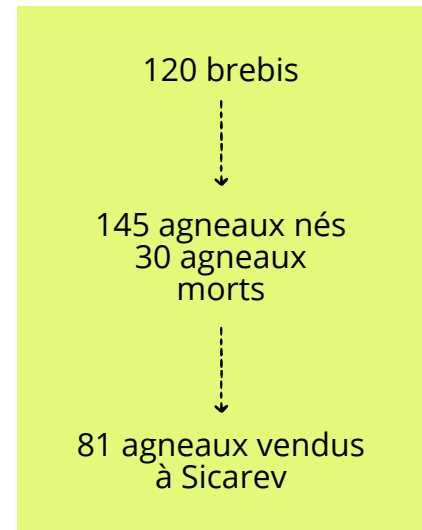 120 brebis
145 agneaux nés
30 agneaux
morts
81 agneaux vendus
à Sicarev